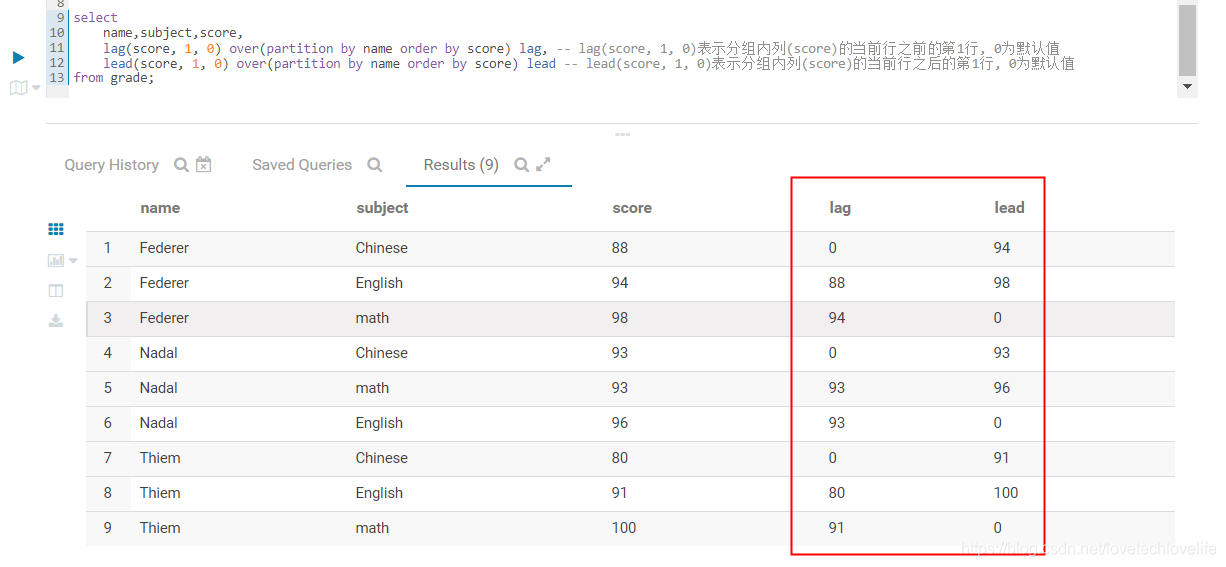 8
9 select
10 name,subject,score,
11 lag(score, 1, 0) over(partition by name order by score) lag, -- lag(score, 1, 0)表示分组内列(score)的当前行之前的第1行, 0为默认值
12 lead(score, 1, 0) over(partition by name order by score) lead -- lead(score, 1, 0)表示分组内列(score)的当前行之后的第1行, 0为默认值
13 from grade;
Query History Saved Queries Results (9)
name subject score lag lead
1 Federer Chinese 88 0 94
2 Federer English 94 88 98
3 Federer math 98 94 0
4 Nadal Chinese 93 0 93
5 Nadal math 93 93 96
6 Nadal English 96 93 0
7 Thiem Chinese 80 0 91
8 Thiem English 91 80 100
9 Thiem math 100 91 0
https://blog.csdn.net/lovetechlovelife